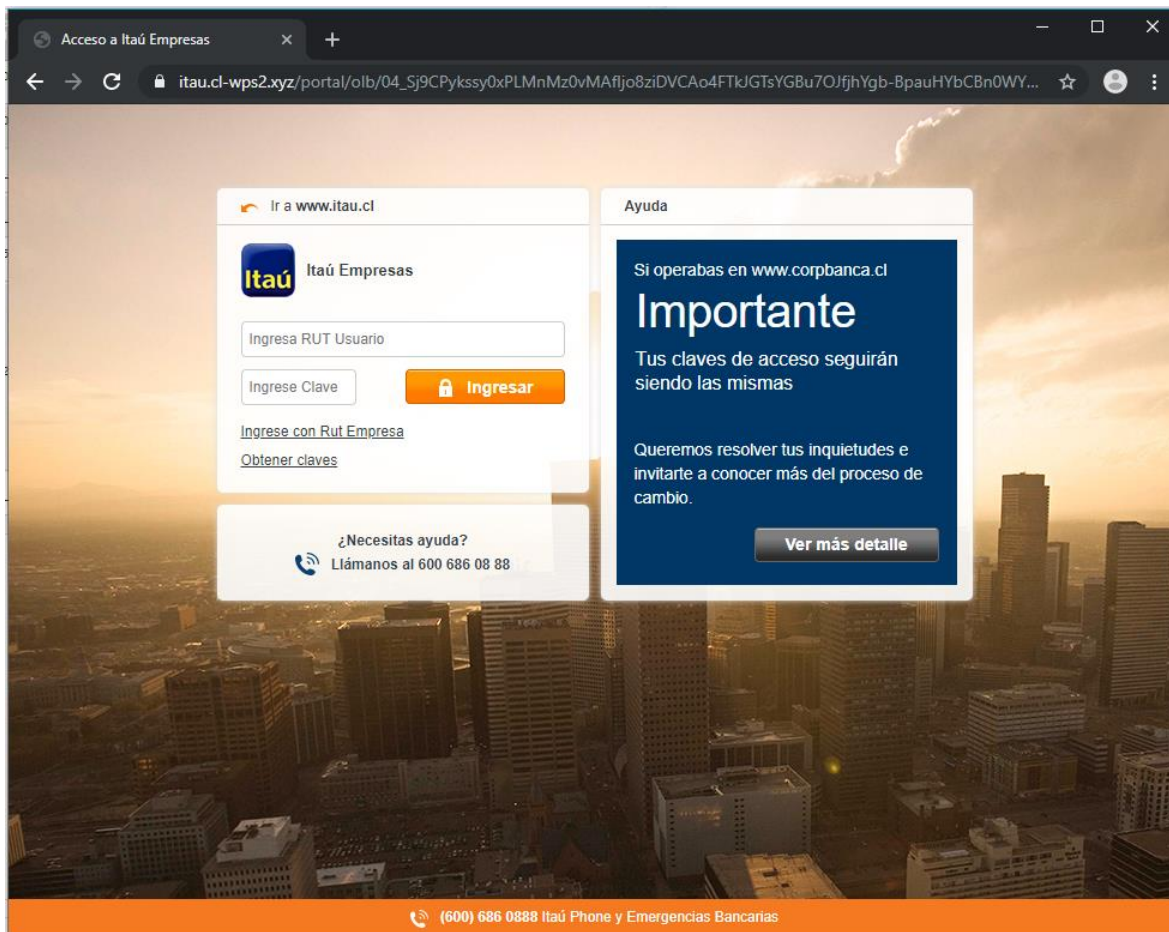 Acceso a Itaú Empresas
itau.cl-wps2.xyz/portal/olb/04_Sj9CPykssy0xPLMnMz0vMAfIjo8ziDVCAo4FTkJGTsYGBu7OJfjhYgb-BpauHYbCBn0WY...
Ir a www.itau.cl
Itaú
Itaú Empresas
Ingresa RUT Usuario
Ingrese Clave
Ingresar
Ingrese con Rut Empresa
Obtener claves
¿Necesitas ayuda?
Llámanos al 600 686 08 88
Ayuda
Si operabas en www.corpbanca.cl
Importante
Tus claves de acceso seguirán
siendo las mismas
Queremos resolver tus inquietudes e
invitarte a conocer más del proceso de
cambio.
Ver más detalle
(600) 686 0888 Itaú Phone y Emergencias Bancarias